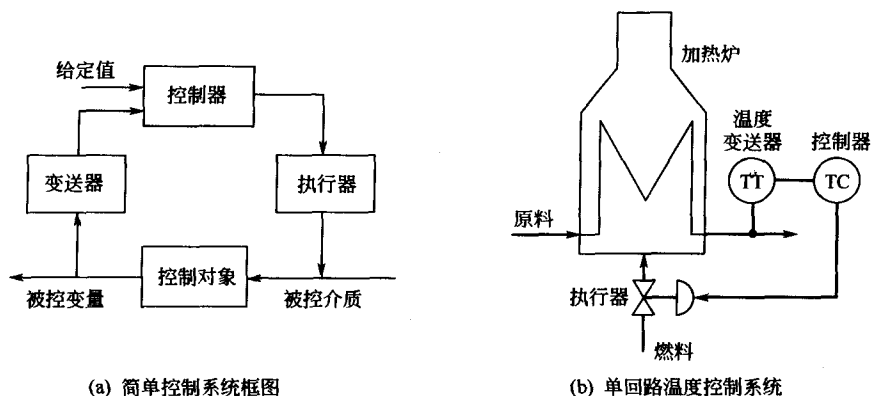 给定值
控制器
变送器
执行器
控制对象
被控变量
被控介质
(a) 简单控制系统框图
加热炉
温度
变送器
控制器
TT
TC
原料
执行器
燃料
(b) 单回路温度控制系统